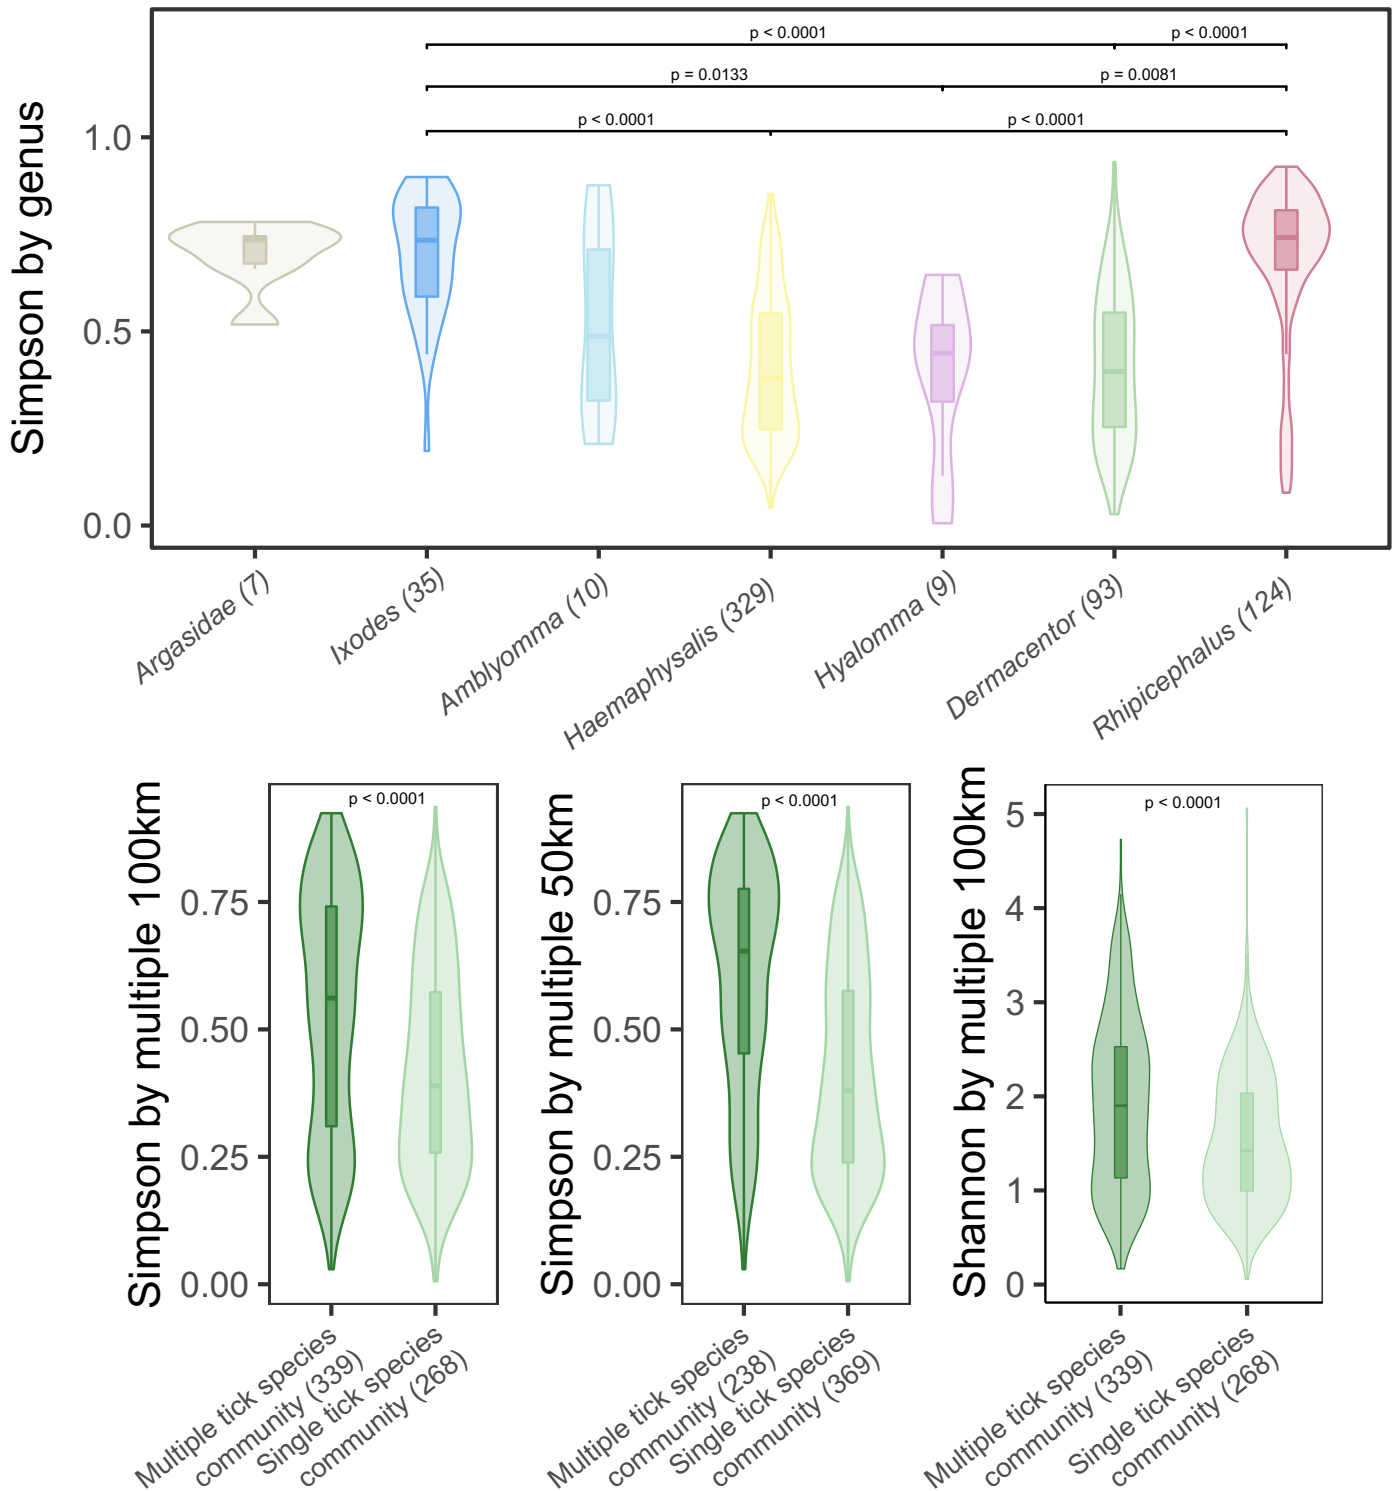 Simpson by genus
p < 0.0001
p < 0.0001
p = 0.0133
p = 0.0081
p < 0.0001
p < 0.0001
1.0
0.5
0.0
Argasidae (7)
Ixodes (35)
Amblyomma (10)
Haemaphysalis (329)
Hyalomma (9)
Dermacentor (93)
Rhipicephalus (124)
Simpson by multiple 100km
p < 0.0001
0.75
0.50
0.25
0.00
Multiple tick species
community (339)
Single tick species
community (268)
Simpson by multiple 50km
p < 0.0001
0.75
0.50
0.25
0.00
Multiple tick species
community (238)
Single tick species
community (369)
Shannon by multiple 100km
p < 0.0001
5
4
3
2
1
0
Multiple tick species
community (339)
Single tick species
community (268)